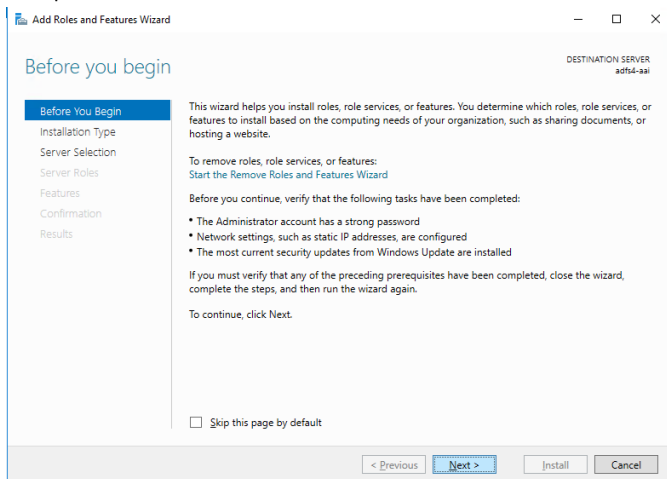 Add Roles and Features Wizard
Before you begin
DESTINATION SERVER
adfs4-aai
Before You Begin
Installation Type
Server Selection
Server Roles
Features
Confirmation
Results
This wizard helps you install roles, role services, or features. You determine which roles, role services, or
features to install based on the computing needs of your organization, such as sharing documents, or
hosting a website.
To remove roles, role services, or features:
Start the Remove Roles and Features Wizard
Before you continue, verify that the following tasks have been completed:
• The Administrator account has a strong password
• Network settings, such as static IP addresses, are configured
• The most current security updates from Windows Update are installed
If you must verify that any of the preceding prerequisites have been completed, close the wizard,
complete the steps, and then run the wizard again.
To continue, click Next.
Skip this page by default
< Previous
Next >
Install
Cancel